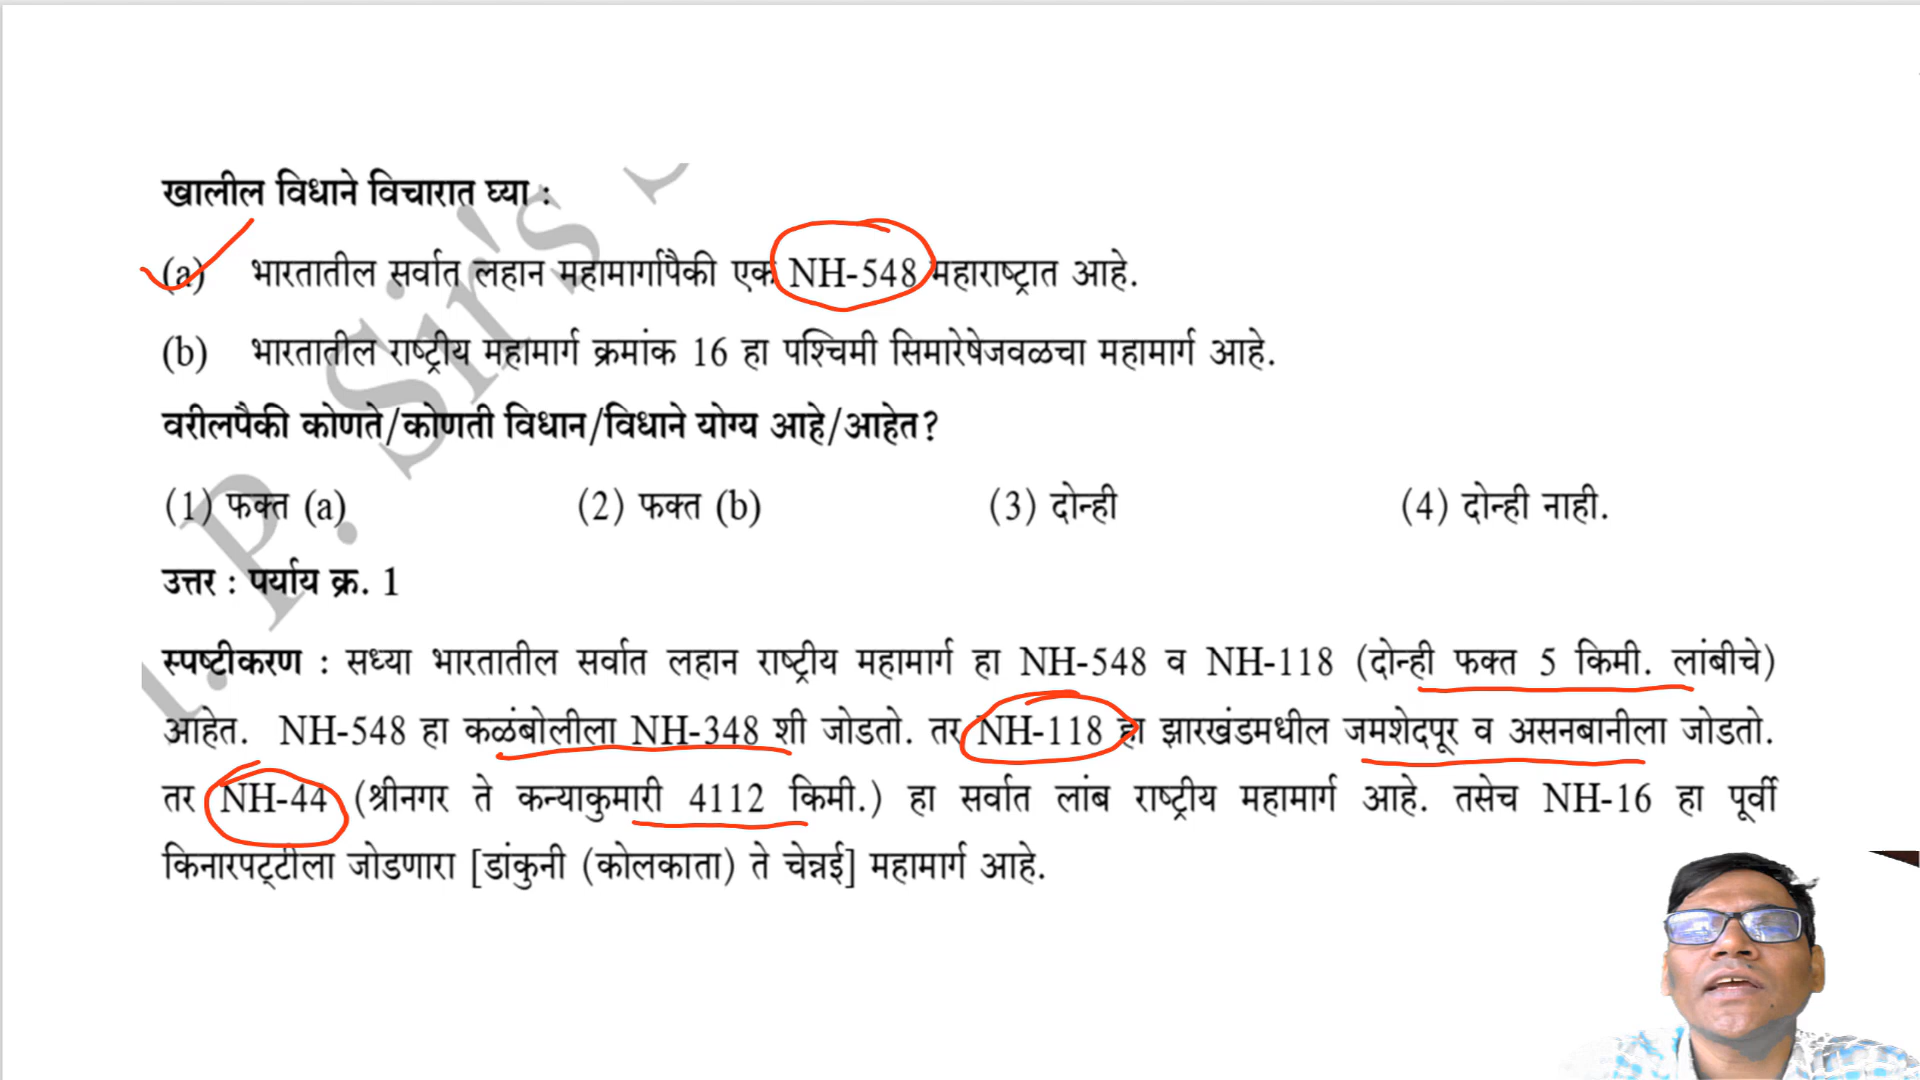 खालील विधाने विचारात घ्या :
(a) भारतातील सर्वात लहान महामार्गापैकी एक NH-548 महाराष्ट्रात आहे.
(b) भारतातील राष्ट्रीय महामार्ग क्रमांक 16 हा पश्चिमी सिमारेषेजवळचा महामार्ग आहे.
वरीलपैकी कोणते/कोणती विधान/विधाने योग्य आहे/आहेत?
(1) फक्त (a) (2) फक्त (b) (3) दोन्ही (4) दोन्ही नाही.
उत्तर : पर्याय क्र. 1
स्पष्टीकरण : सध्या भारतातील सर्वात लहान राष्ट्रीय महामार्ग हा NH-548 व NH-118 (दोन्ही फक्त 5 किमी. लांबीचे)
आहेत. NH-548 हा कळंबोलीला NH-348 शी जोडतो. तर NH-118 हा झारखंडमधील जमशेदपूर व असनबानीला जोडतो.
तर NH-44 (श्रीनगर ते कन्याकुमारी 4112 किमी.) हा सर्वात लांब राष्ट्रीय महामार्ग आहे. तसेच NH-16 हा पूर्वी
किनारपट्टीला जोडणारा [डांकुनी (कोलकाता) ते चेन्नई] महामार्ग आहे.
P. Sir's